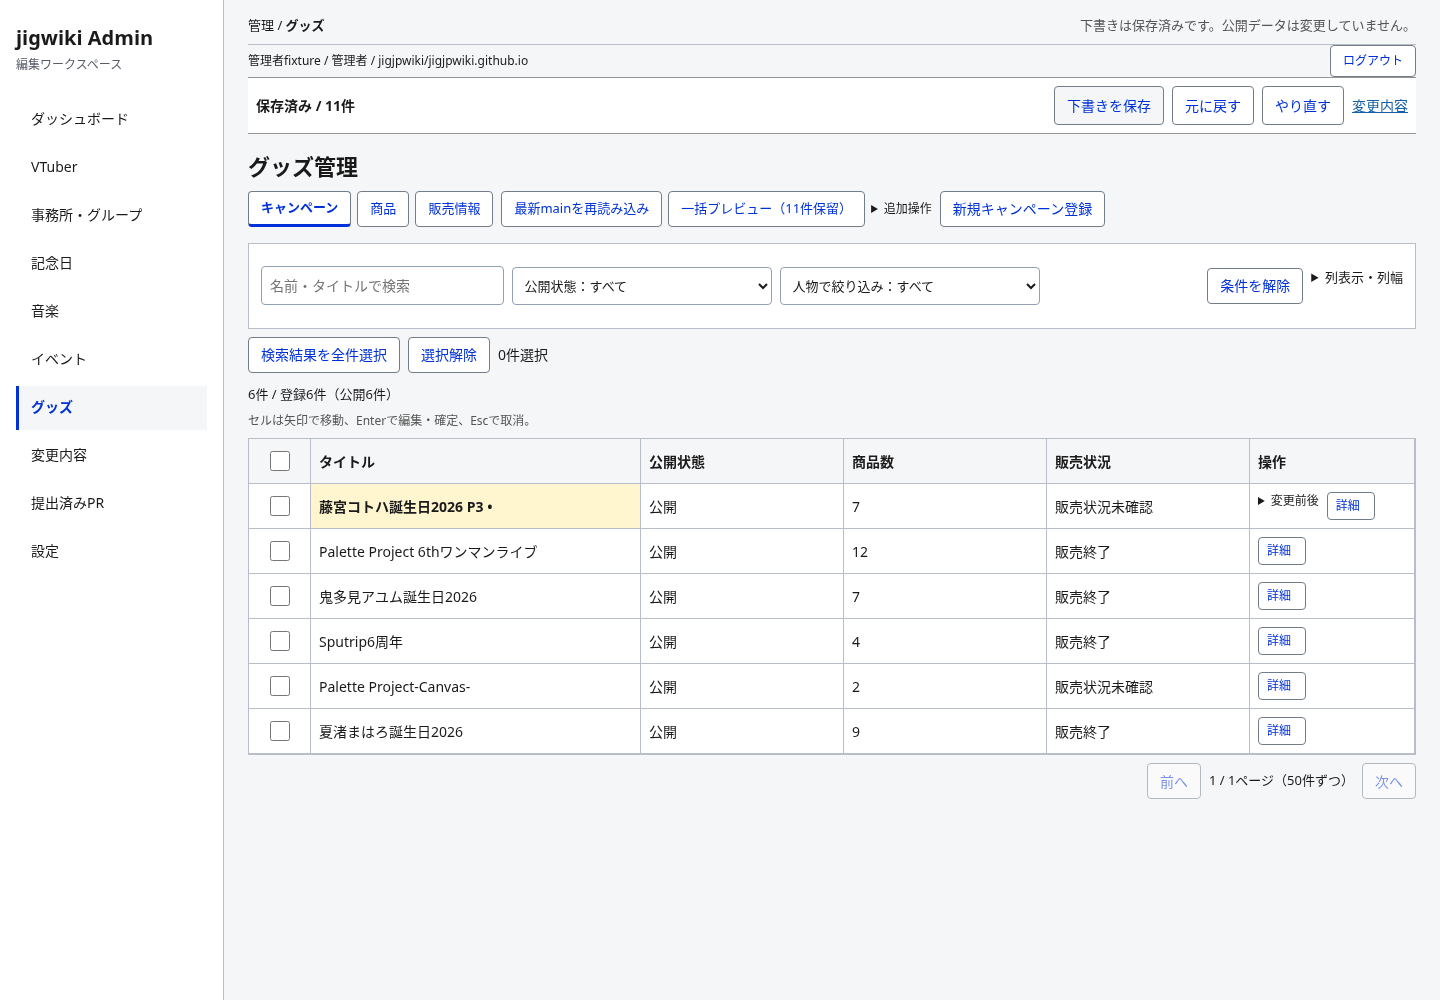 jigwiki Admin
編集ワークスペース
ダッシュボード
VTuber
事務所・グループ
記念日
音楽
イベント
グッズ
変更内容
提出済みPR
設定
管理 / グッズ
下書きは保存済みです。公開データは変更していません。
管理者fixture / 管理者 / jigjpwiki/jigjpwiki.github.io
ログアウト
保存済み / 11件
下書きを保存 元に戻す やり直す 変更内容
グッズ管理
キャンペーン 商品 販売情報 最新mainを再読み込み 一括プレビュー（11件保留） ▶ 追加操作 新規キャンペーン登録
名前・タイトルで検索 公開状態：すべて 人物で絞り込み：すべて 条件を解除 ▶ 列表示・列幅
検索結果を全件選択 選択解除 0件選択
6件 / 登録6件（公開6件）
セルは矢印で移動、Enterで編集・確定、Escで取消。
タイトル 公開状態 商品数 販売状況 操作
藤宮コトハ誕生日2026 P3 • 公開 7 販売状況未確認 ▶ 変更前後 詳細
Palette Project 6thワンマンライブ 公開 12 販売終了 詳細
鬼多見アユム誕生日2026 公開 7 販売終了 詳細
Sputrip6周年 公開 4 販売終了 詳細
Palette Project-Canvas- 公開 2 販売状況未確認 詳細
夏渚まはろ誕生日2026 公開 9 販売終了 詳細
前へ 1 / 1ページ（50件ずつ） 次へ